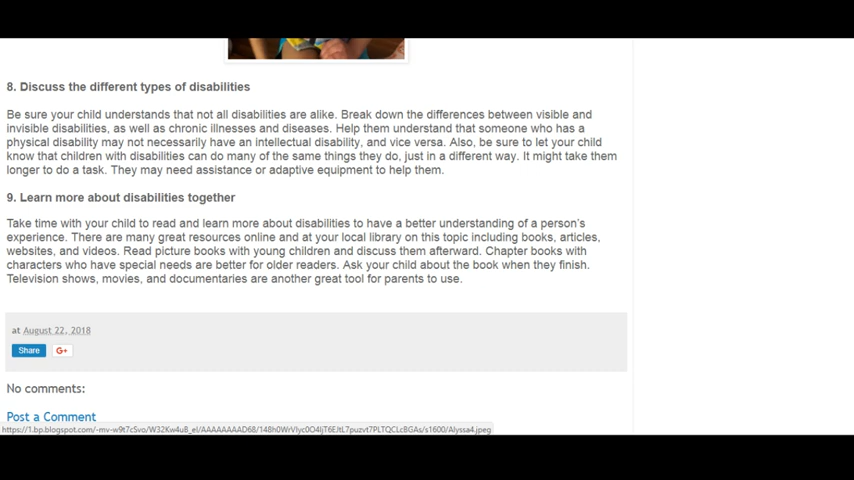 8. Discuss the different types of disabilities
Be sure your child understands that not all disabilities are alike. Break down the differences between visible and
invisible disabilities, as well as chronic illnesses and diseases. Help them understand that someone who has a
physical disability may not necessarily have an intellectual disability, and vice versa. Also, be sure to let your child
know that children with disabilities can do many of the same things they do, just in a different way. It might take them
longer to do a task. They may need assistance or adaptive equipment to help them.
9. Learn more about disabilities together
Take time with your child to read and learn more about disabilities to have a better understanding of a person's
experience. There are many great resources online and at your local library on this topic including books, articles,
websites, and videos. Read picture books with young children and discuss them afterward. Chapter books with
characters who have special needs are better for older readers. Ask your child about the book when they finish.
Television shows, movies, and documentaries are another great tool for parents to use.
at August 22, 2018
Share G+
No comments:
Post a Comment